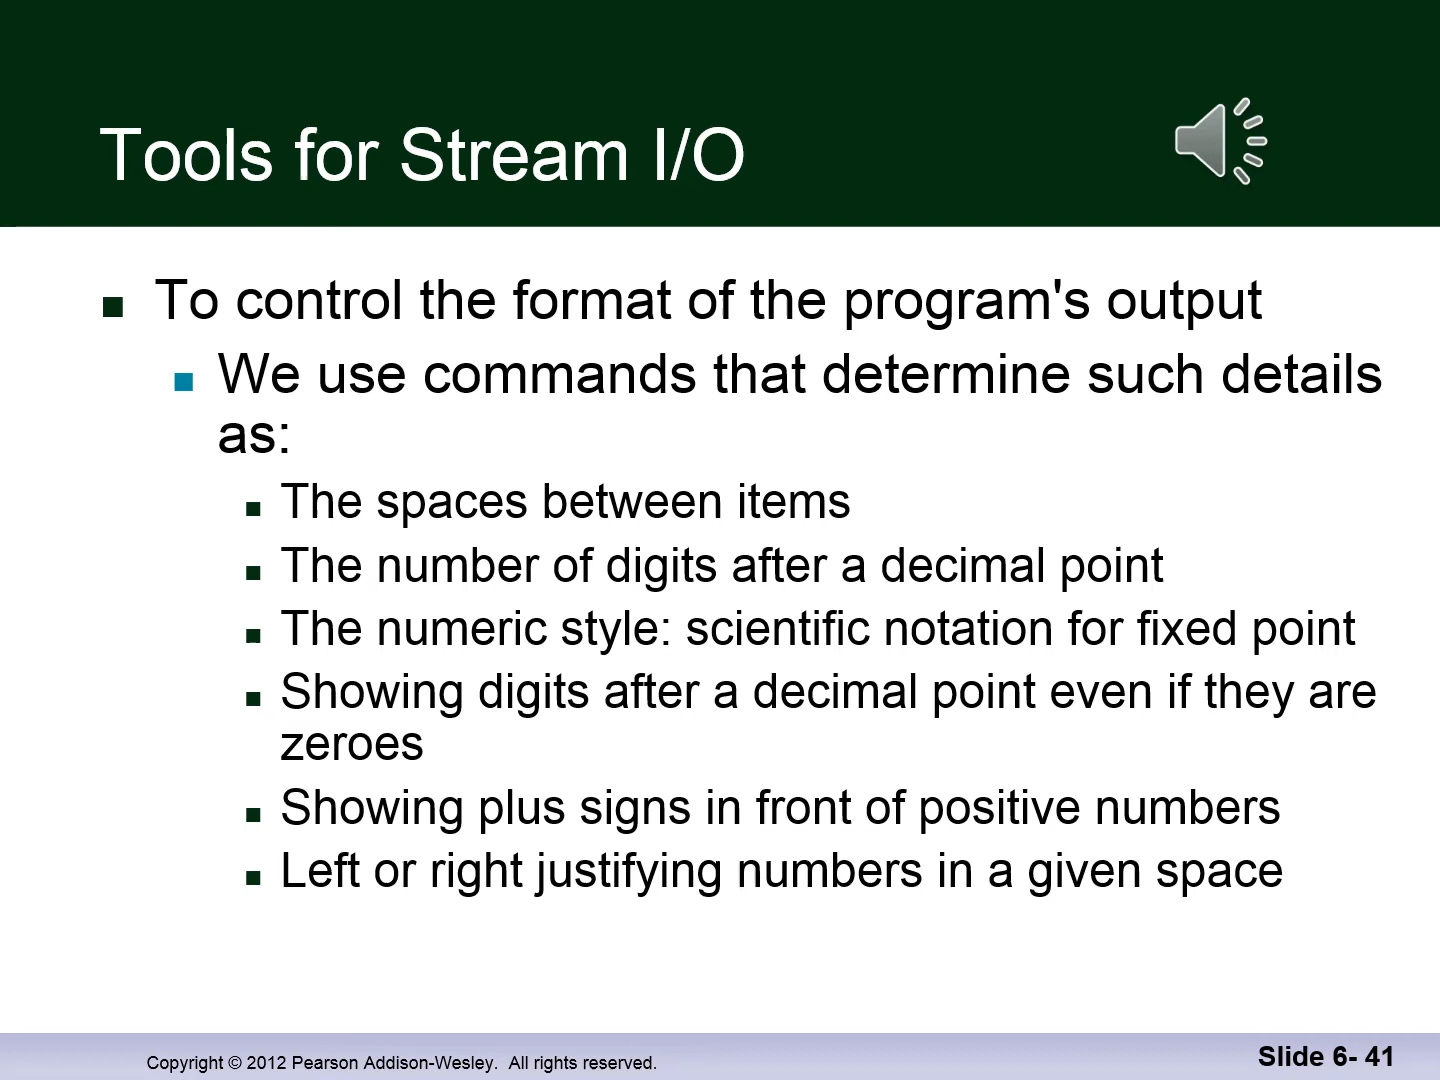 Tools for Stream I/O
To control the format of the program's output
We use commands that determine such details
as:
The spaces between items
The number of digits after a decimal point
The numeric style: scientific notation for fixed point
Showing digits after a decimal point even if they are
zeroes
Showing plus signs in front of positive numbers
Left or right justifying numbers in a given space
Copyright © 2012 Pearson Addison-Wesley.  All rights reserved.
Slide 6- 41